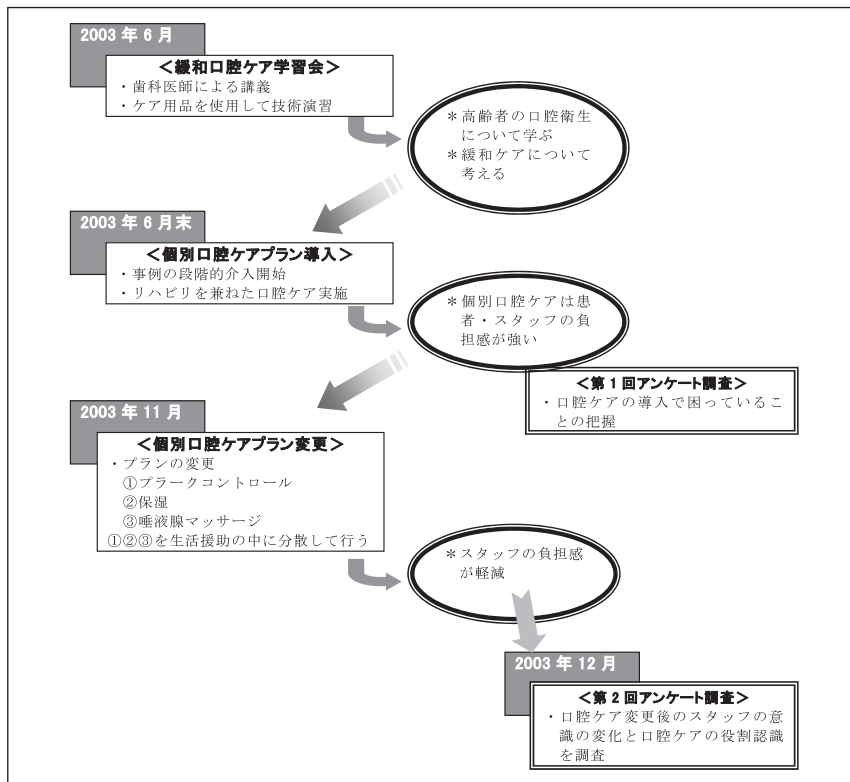 2003 年 6 月
＜緩和口腔ケア学習会＞
・歯科医師による講義
・ケア用品を使用して技術演習
＊高齢者の口腔衛生
について学ぶ
＊緩和ケアについて
考える
2003 年 6 月末
＜個別口腔ケアプラン導入＞
・事例の段階的介入開始
・リハビリを兼ねた口腔ケア実施
＊個別口腔ケアは患
者・スタッフの負
担感が強い
＜第 1 回アンケート調査＞
・口腔ケアの導入で困っているこ
との把握
2003 年 11 月
＜個別口腔ケアプラン変更＞
・プランの変更
①プラークコントロール
②保湿
③唾液腺マッサージ
①②③を生活援助の中に分散して行う
＊スタッフの負担感
が軽減
2003 年 12 月
＜第 2 回アンケート調査＞
・口腔ケア変更後のスタッフの意
識の変化と口腔ケアの役割認識
を調査